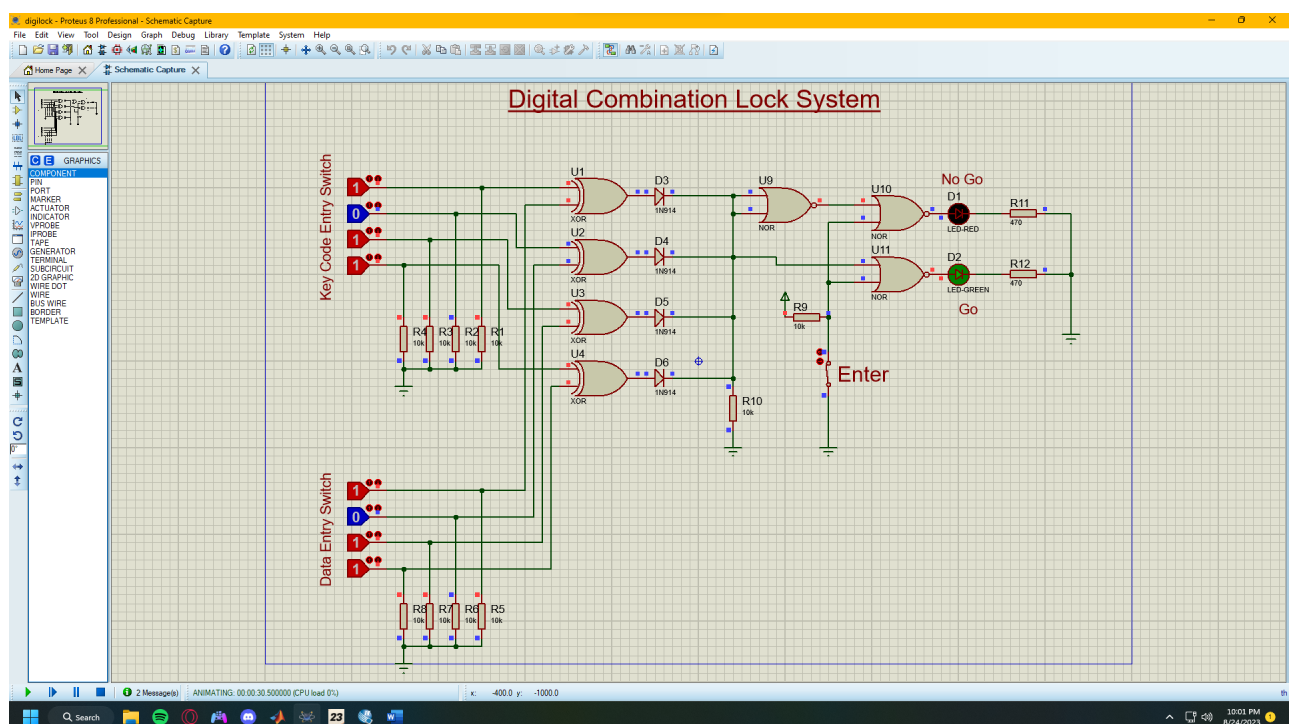 digilock - Proteus 8 Professional - Schematic Capture
File Edit View Tool Design Graph Debug Library Template System Help
Home Page
Schematic Capture
C E GRAPHICS
COMPONENT
PIN
PORT
MARKER
ACTUATOR
INDICATOR
VPROBE
IPROBE
TAPE
GENERATOR
TERMINAL
SUBCIRCUIT
2D GRAPHIC
WIRE DOT
WIRE
BUS WIRE
BORDER
TEMPLATE
Digital Combination Lock System
Key Code Entry Switch
1
0
1
1
R4
10k
R3
10k
R2
10k
R1
10k
U1
XOR
U2
XOR
U3
XOR
U4
XOR
D3
1N914
D4
1N914
D5
1N914
D6
1N914
R10
10k
U9
NOR
U10
NOR
U11
NOR
R9
10k
Enter
No Go
D1
LED-RED
R11
470
D2
LED-GREEN
R12
470
Go
Data Entry Switch
1
0
1
1
R8
10k
R7
10k
R6
10k
R5
10k
2 Message(s)
ANIMATING: 00:00:30.500000 (CPU load 0%)
x: -400.0 y: -1000.0
th
Search
23
10:01 PM
8/24/2023